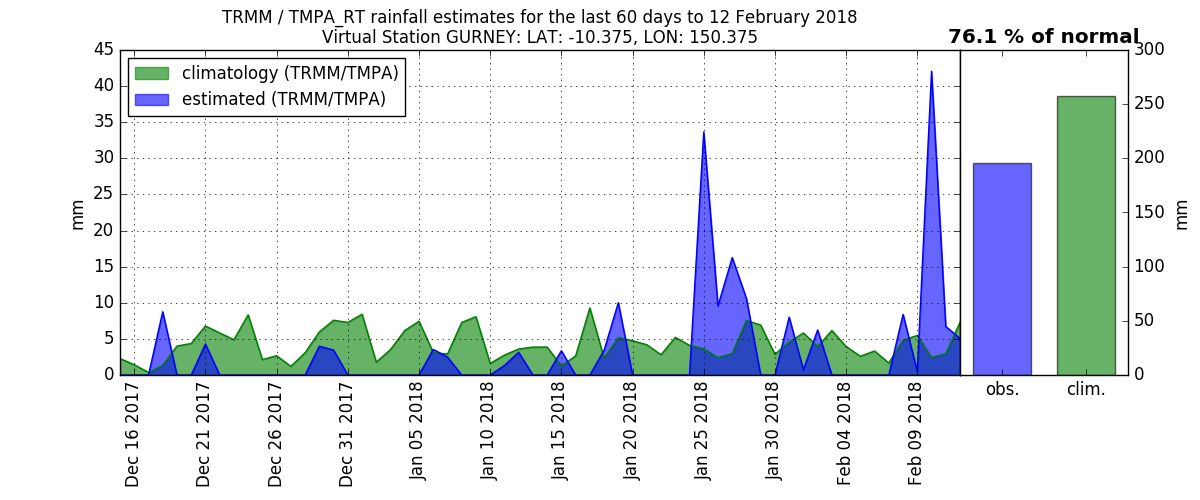 TRMM / TMPA_RT rainfall estimates for the last 60 days to 12 February 2018
Virtual Station GURNEY: LAT: -10.375, LON: 150.375
76.1 % of normal
climatology (TRMM/TMPA)
estimated (TRMM/TMPA)
45
40
35
30
25
20
15
10
5
0
mm
Dec 16 2017
Dec 21 2017
Dec 26 2017
Dec 31 2017
Jan 05 2018
Jan 10 2018
Jan 15 2018
Jan 20 2018
Jan 25 2018
Jan 30 2018
Feb 04 2018
Feb 09 2018
300
250
200
150
100
50
0
mm
obs.
clim.